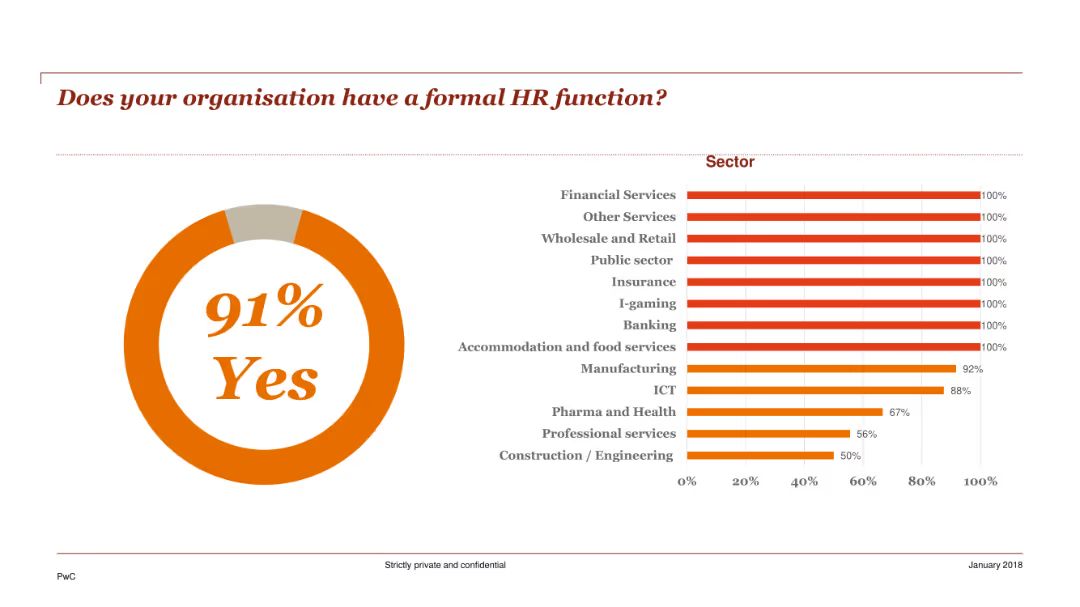 Does your organisation have a formal HR function?
91%
Yes
Sector
Financial Services 100%
Other Services 100%
Wholesale and Retail 100%
Public sector 100%
Insurance 100%
I-gaming 100%
Banking 100%
Accommodation and food services 100%
Manufacturing 92%
ICT 88%
Pharma and Health 67%
Professional services 56%
Construction / Engineering 50%
0% 20% 40% 60% 80% 100%
Strictly private and confidential January 2018
PwC